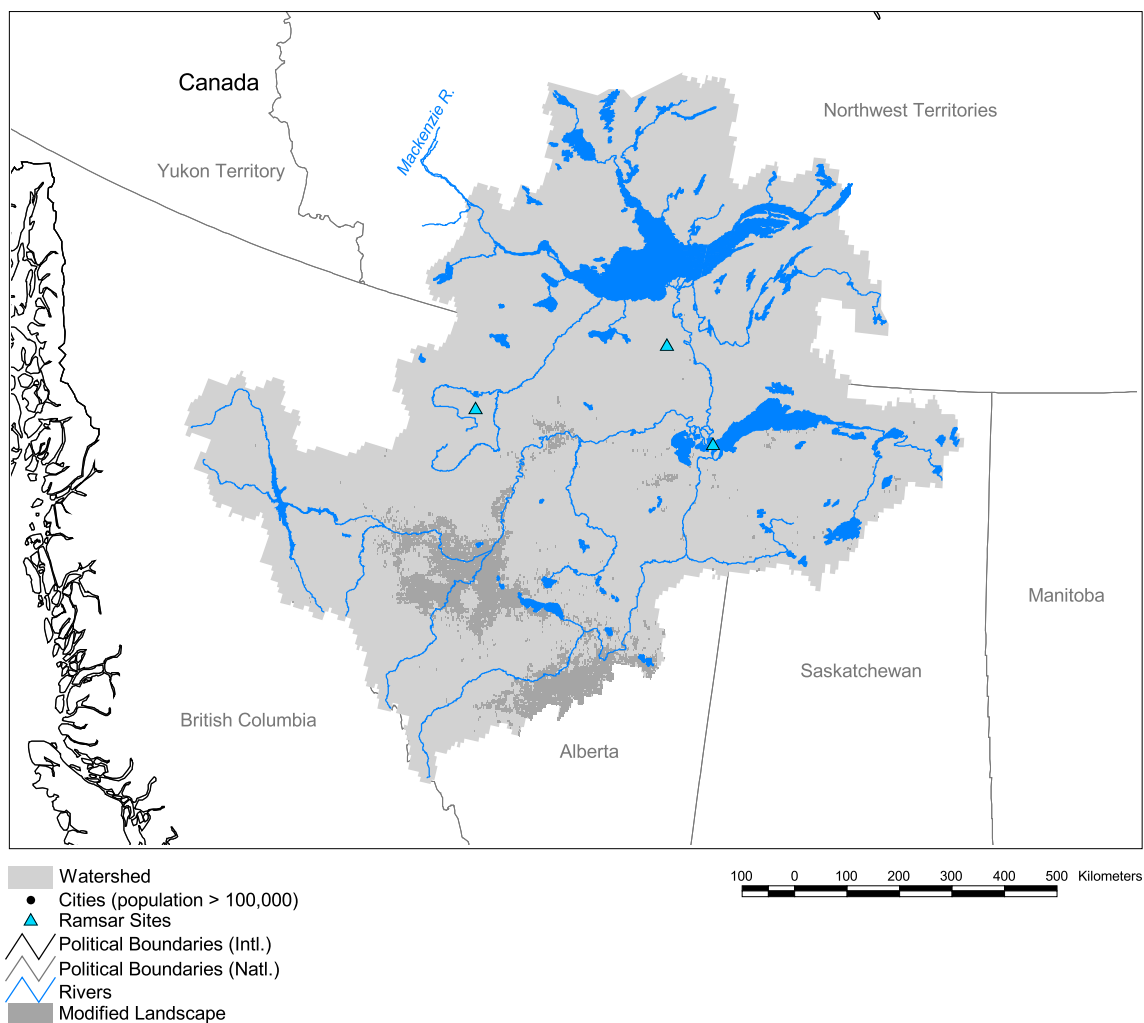 Canada
Mackenzie R.
Northwest Territories
Yukon Territory
Manitoba
Saskatchewan
British Columbia
Alberta
Watershed
Cities (population > 100,000)
Ramsar Sites
Political Boundaries (Intl.)
Political Boundaries (Natl.)
Rivers
Modified Landscape
100 0 100 200 300 400 500 Kilometers